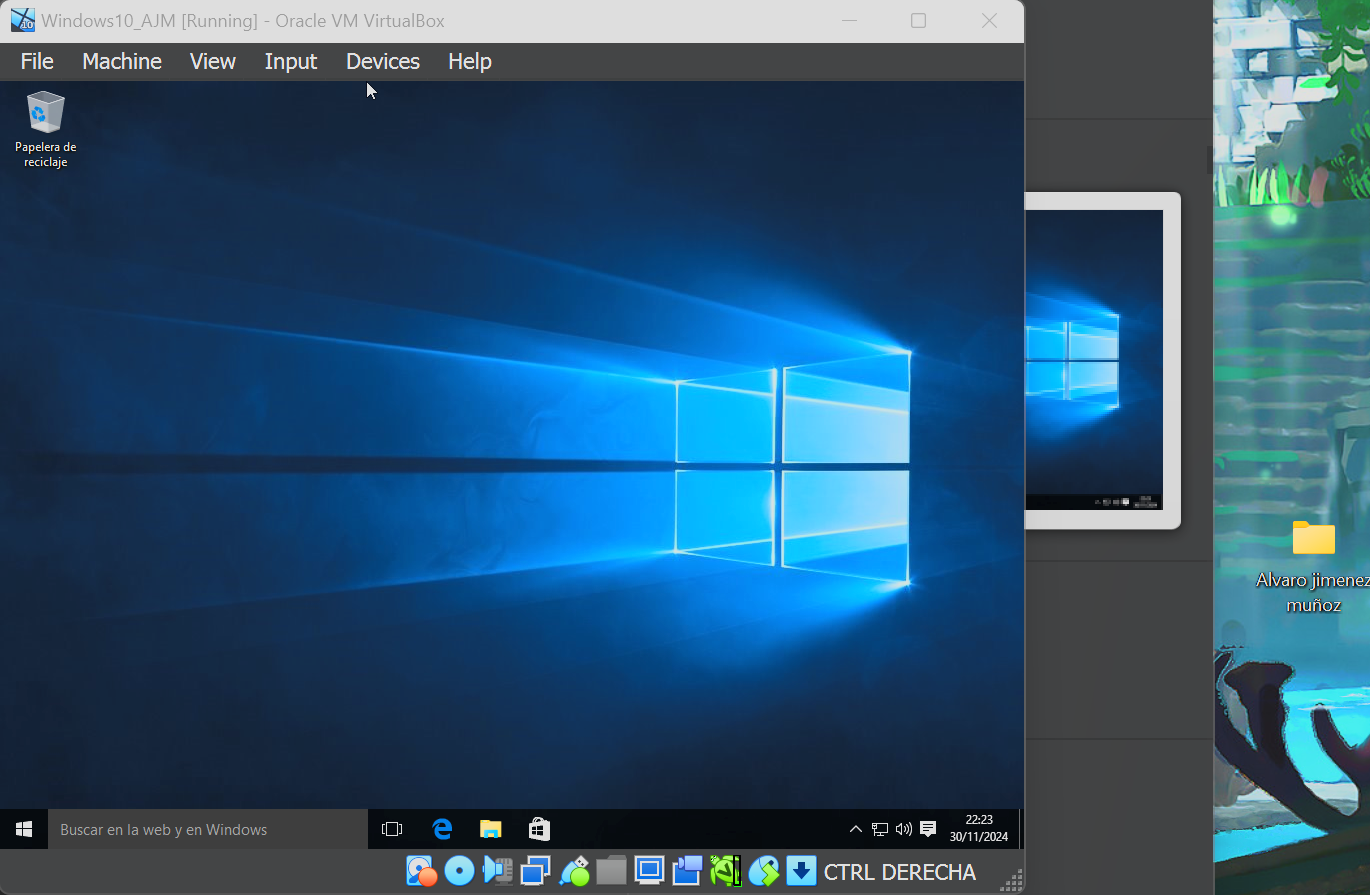 Windows10_AJM [Running] - Oracle VM VirtualBox
File Machine View Input Devices Help
Papelera de
reciclaje
Alvaro jimenez
muñoz
Buscar en la web y en Windows
22:23
30/11/2024
CTRL DERECHA